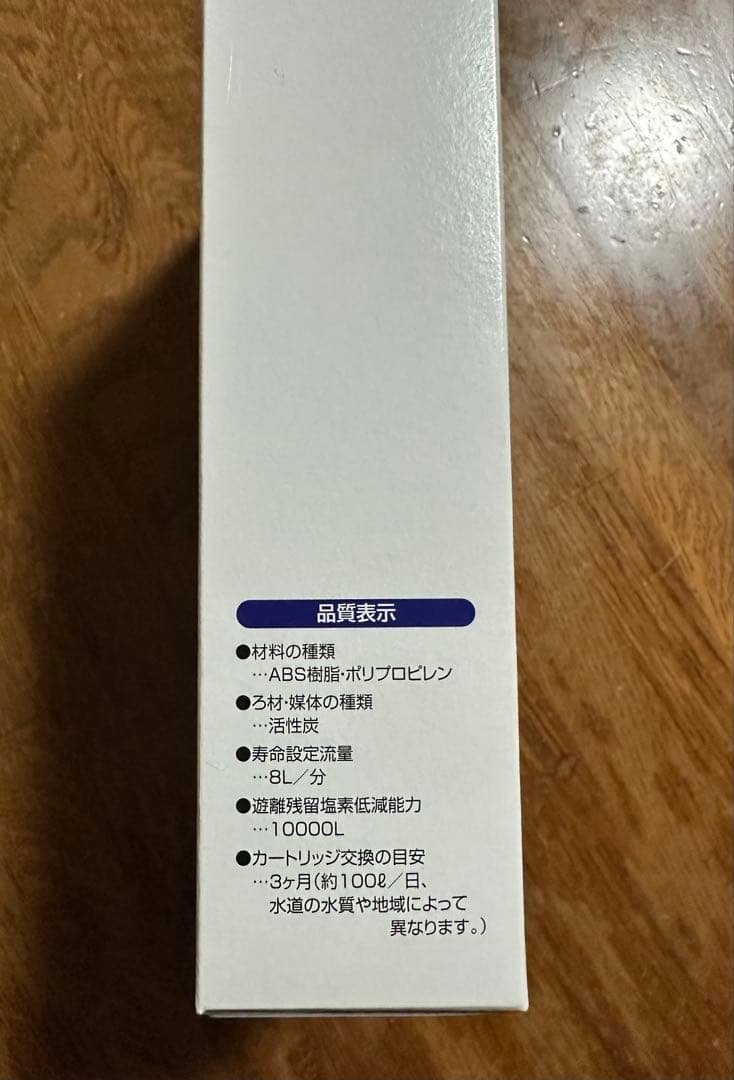 品質表示
●材料の種類
…ABS樹脂・ポリプロピレン
●ろ材・媒体の種類
…活性炭
●寿命設定流量
…8L／分
●遊離残留塩素低減能力
…10000L
●カートリッジ交換の目安
…3ヶ月(約100ℓ／日、
水道の水質や地域によって
異なります。)